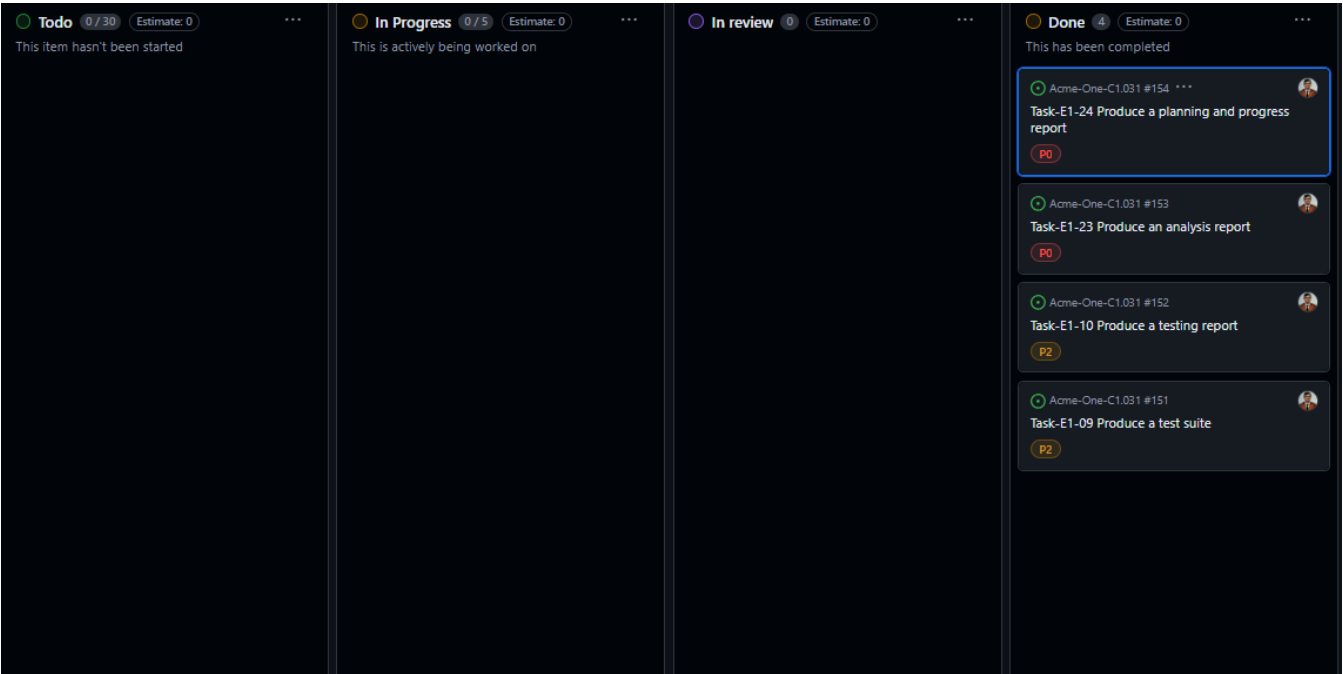 Todo 0 / 30 Estimate: 0 ...
This item hasn't been started
In Progress 0 / 5 Estimate: 0 ...
This is actively being worked on
In review 0 Estimate: 0 ...
Done 4 Estimate: 0 ...
This has been completed
Acme-One-C1.031 #154 ...
Task-E1-24 Produce a planning and progress
report
P0
Acme-One-C1.031 #153
Task-E1-23 Produce an analysis report
P0
Acme-One-C1.031 #152
Task-E1-10 Produce a testing report
P2
Acme-One-C1.031 #151
Task-E1-09 Produce a test suite
P2